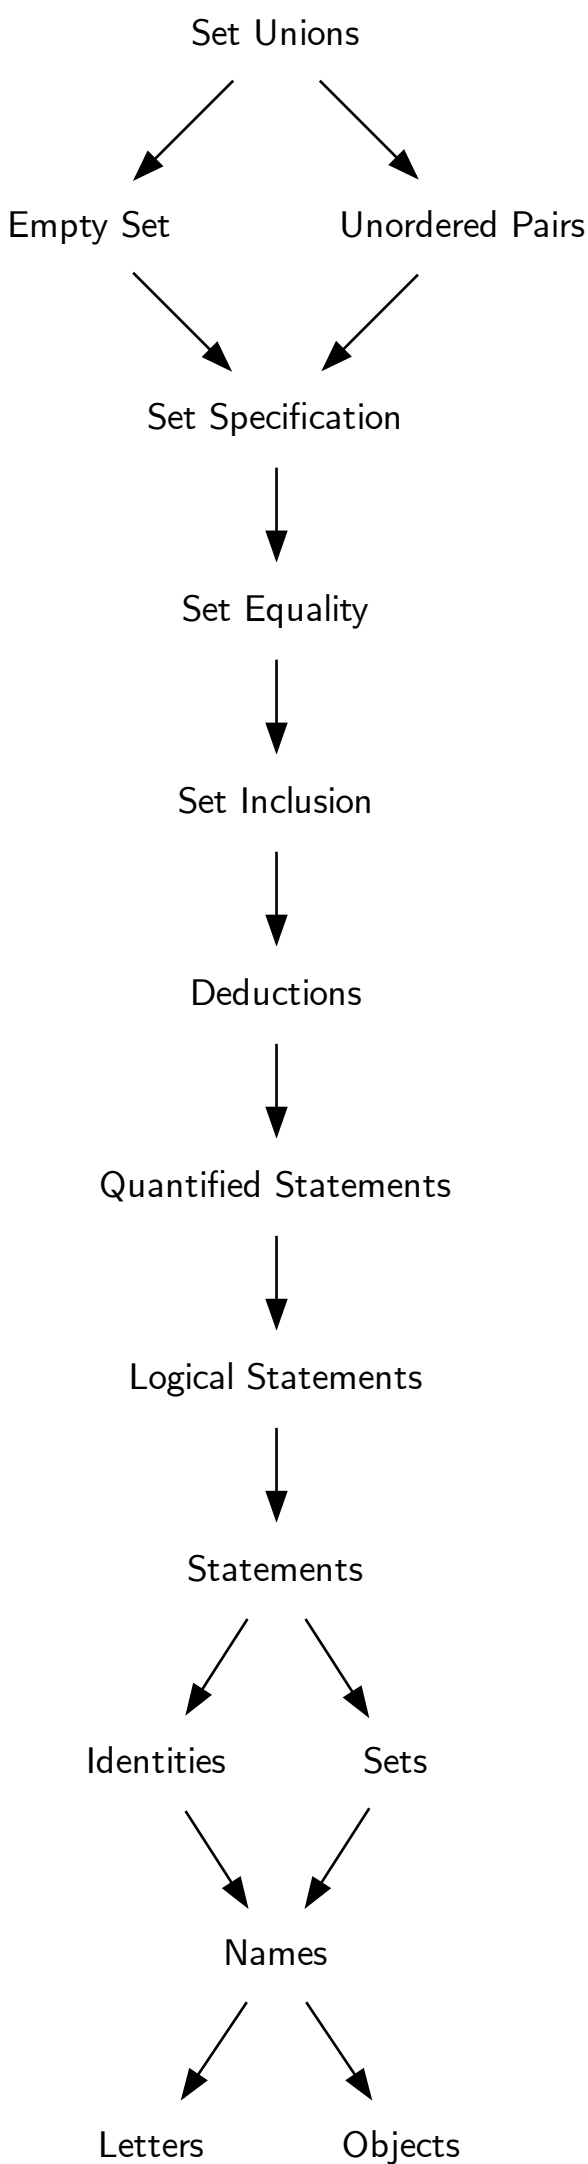 Set Unions
Empty Set
Unordered Pairs
Set Specification
Set Equality
Set Inclusion
Deductions
Quantified Statements
Logical Statements
Statements
Identities
Sets
Names
Letters
Objects